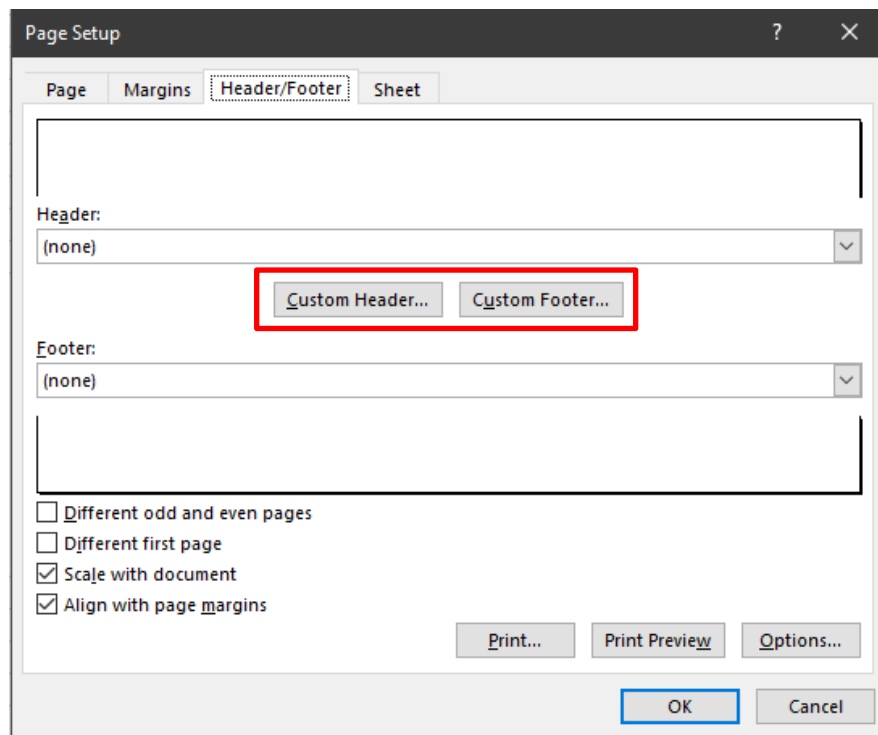 Page Setup ? ×
Page Margins Header/Footer Sheet
Header:
(none)
Custom Header... Custom Footer...
Footer:
(none)
Different odd and even pages
Different first page
Scale with document
Align with page margins
Print... Print Preview Options...
OK Cancel